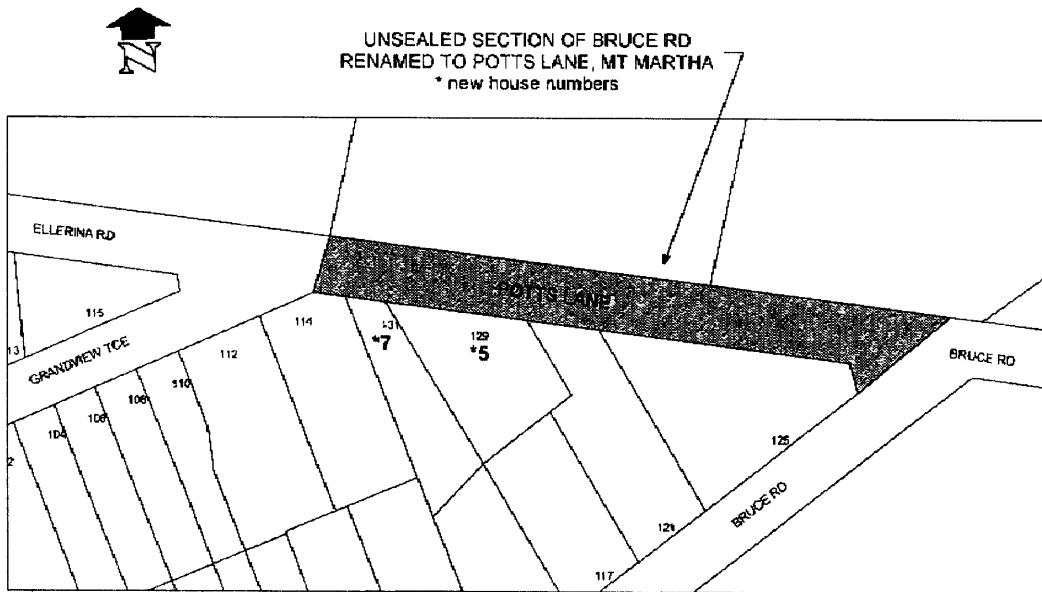 N
UNSEALED SECTION OF BRUCE RD
RENAMED TO POTTS LANE, MT MARTHA
* new house numbers
ELLERINA RD
POTTS LANE
115
13
GRANDVIEW TCE
114
131
*7
129
*5
BRUCE RD
112
110
108
106
104
2
125
BRUCE RD
121
117